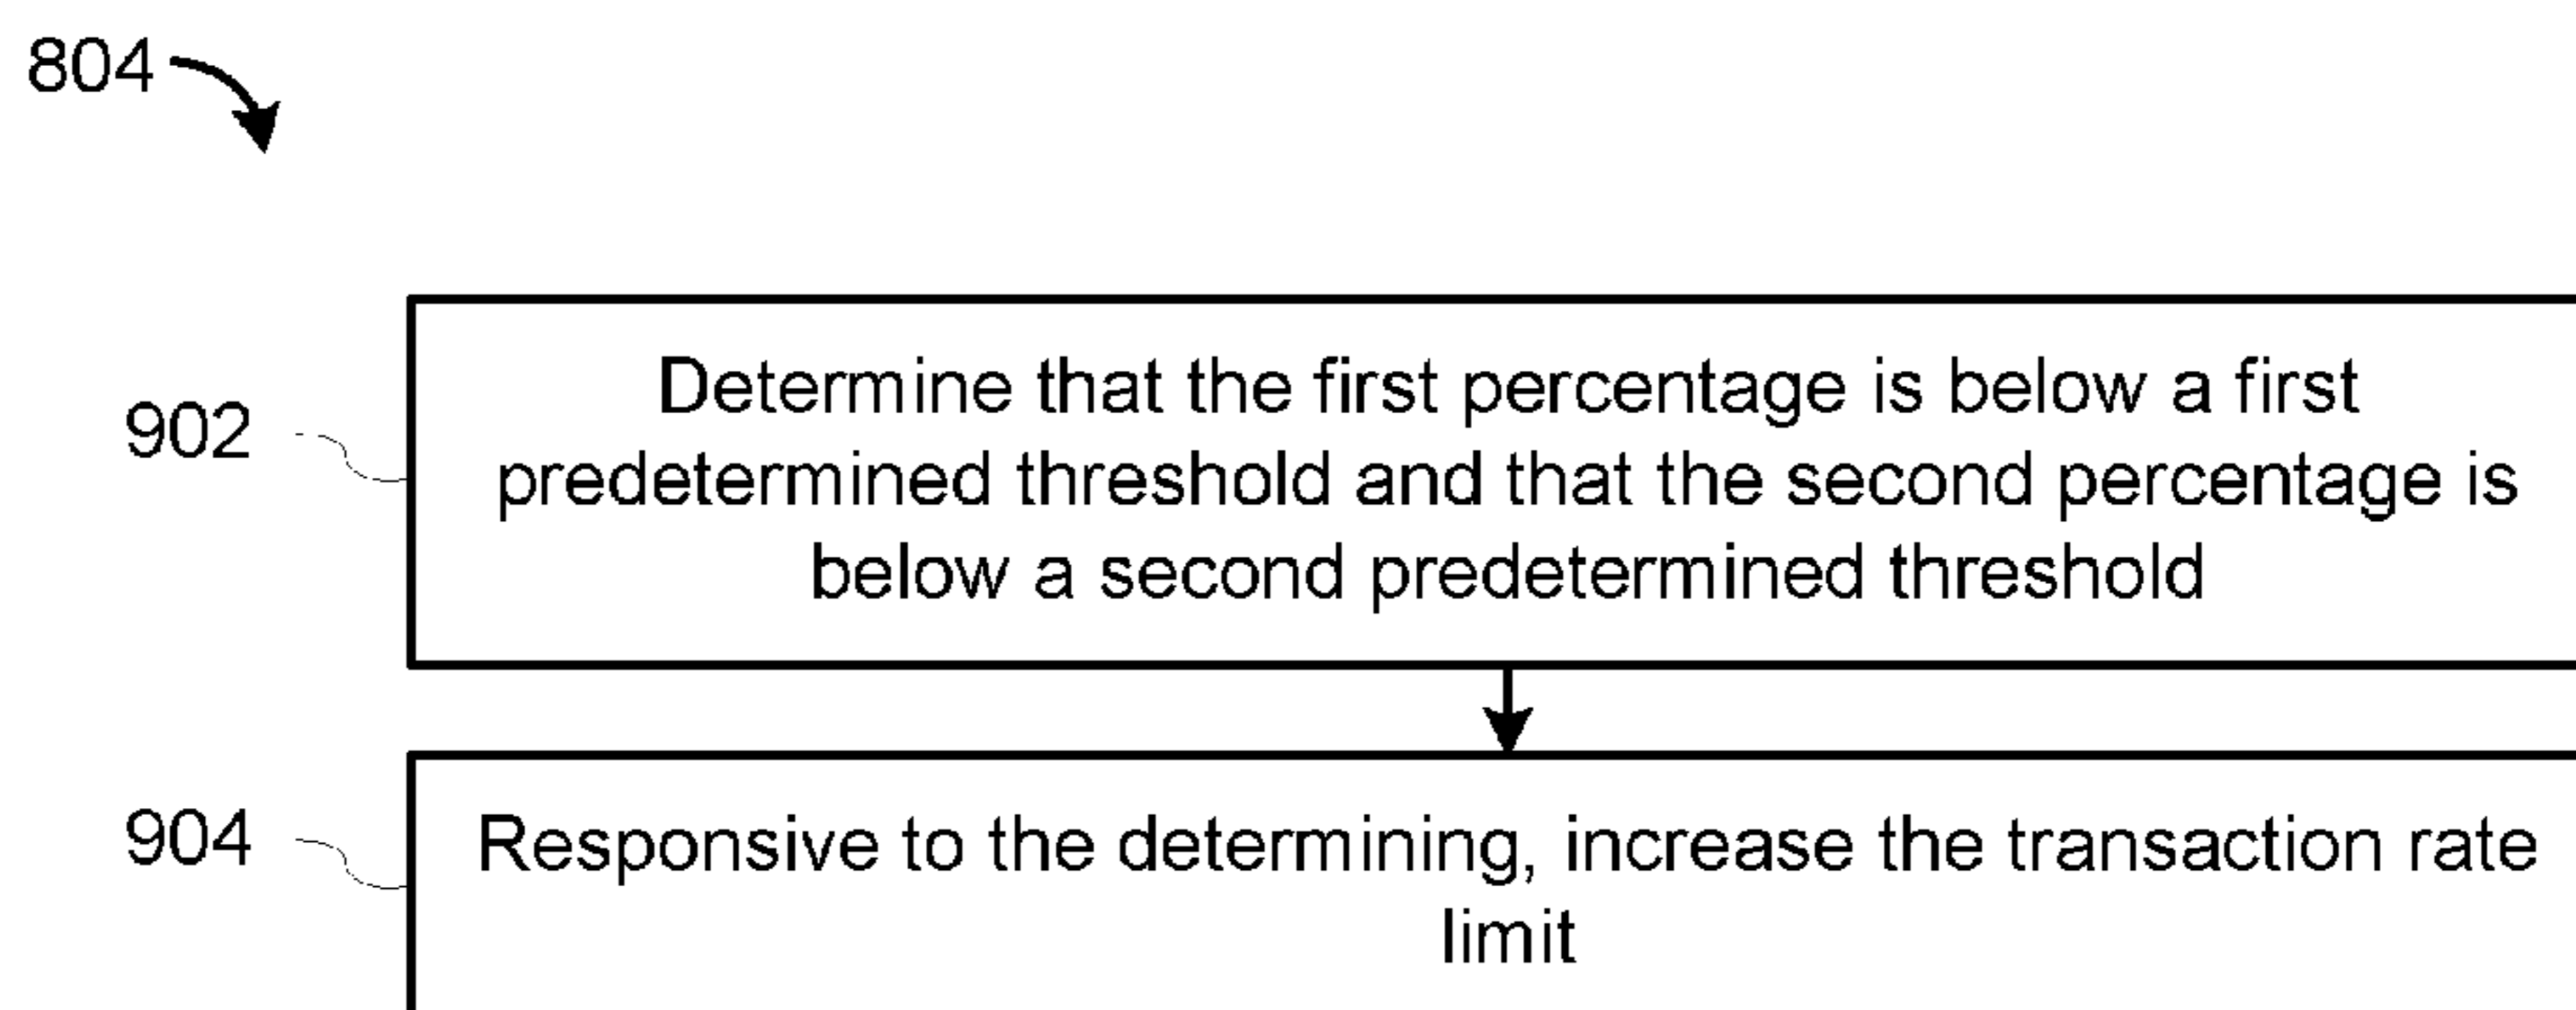 804
902
Determine that the first percentage is below a first
predetermined threshold and that the second percentage is
below a second predetermined threshold
904
Responsive to the determining, increase the transaction rate
limit